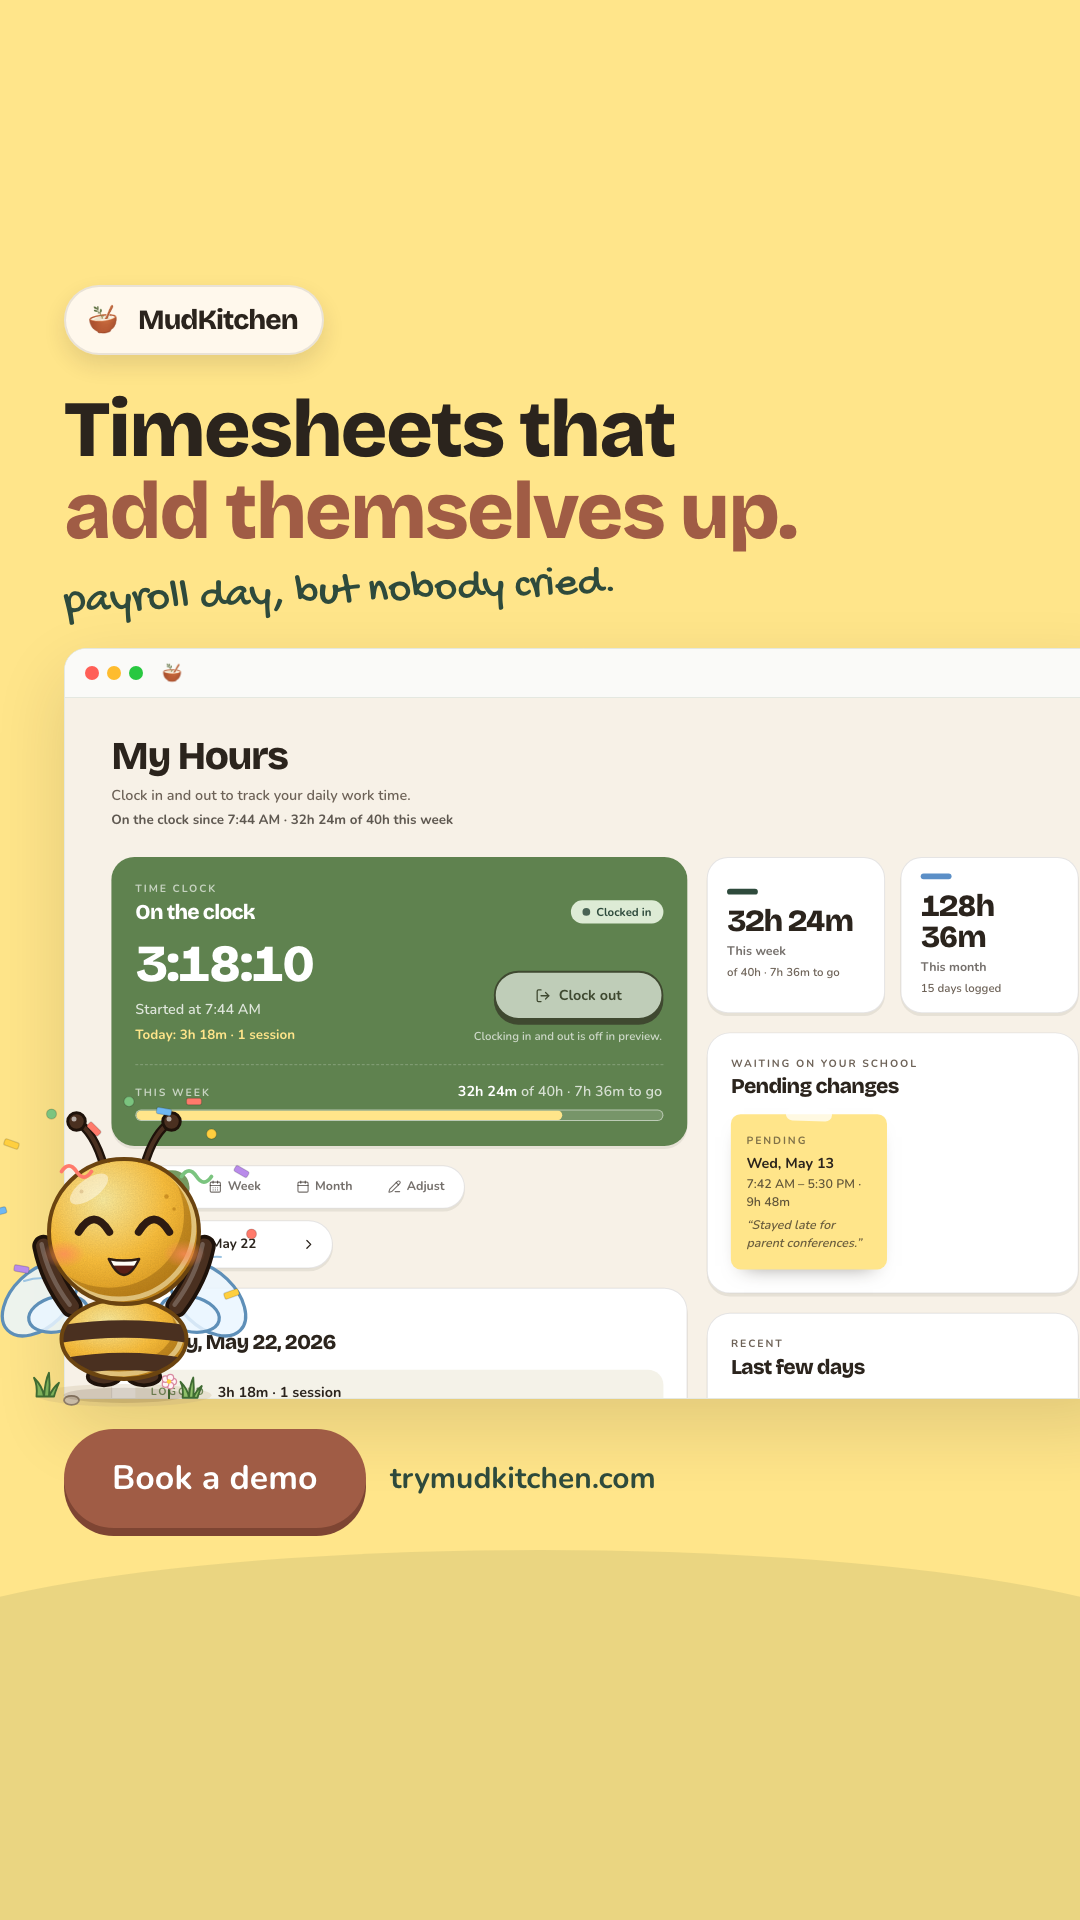 MudKitchen
Timesheets that
add themselves up.
payroll day, but nobody cried.
My Hours
Clock in and out to track your daily work time.
On the clock since 7:44 AM · 32h 24m of 40h this week
TIME CLOCK
On the clock
Clocked in
3:18:10
Started at 7:44 AM
Today: 3h 18m · 1 session
Clock out
Clocking in and out is off in preview.
THIS WEEK
32h 24m of 40h · 7h 36m to go
Week
Month
Adjust
May 22
May 22, 2026
3h 18m · 1 session
32h 24m
This week
of 40h · 7h 36m to go
128h
36m
This month
15 days logged
WAITING ON YOUR SCHOOL
Pending changes
PENDING
Wed, May 13
7:42 AM – 5:30 PM ·
9h 48m
“Stayed late for
parent conferences.”
RECENT
Last few days
Book a demo
trymudkitchen.com